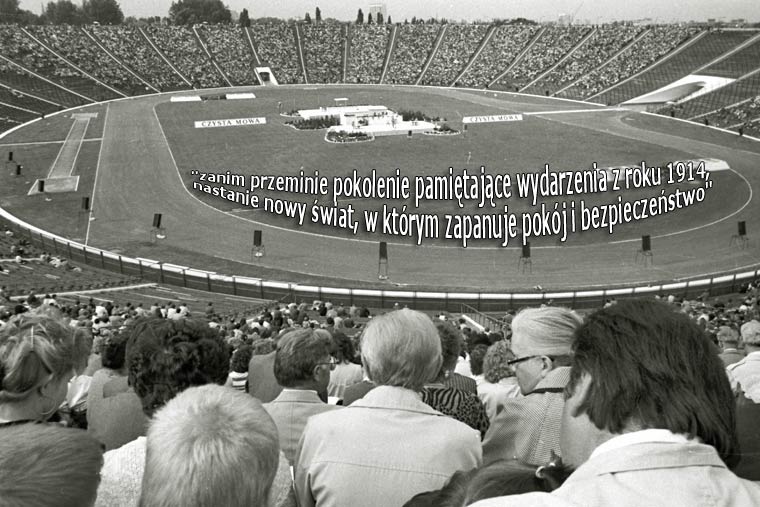 CZYSTA MOWA
CZYSTA MOWA
"zanim przeminie pokolenie pamiętające wydarzenia z roku 1914,
nastanie nowy świat, w którym zapanuje pokój i bezpieczeństwo"